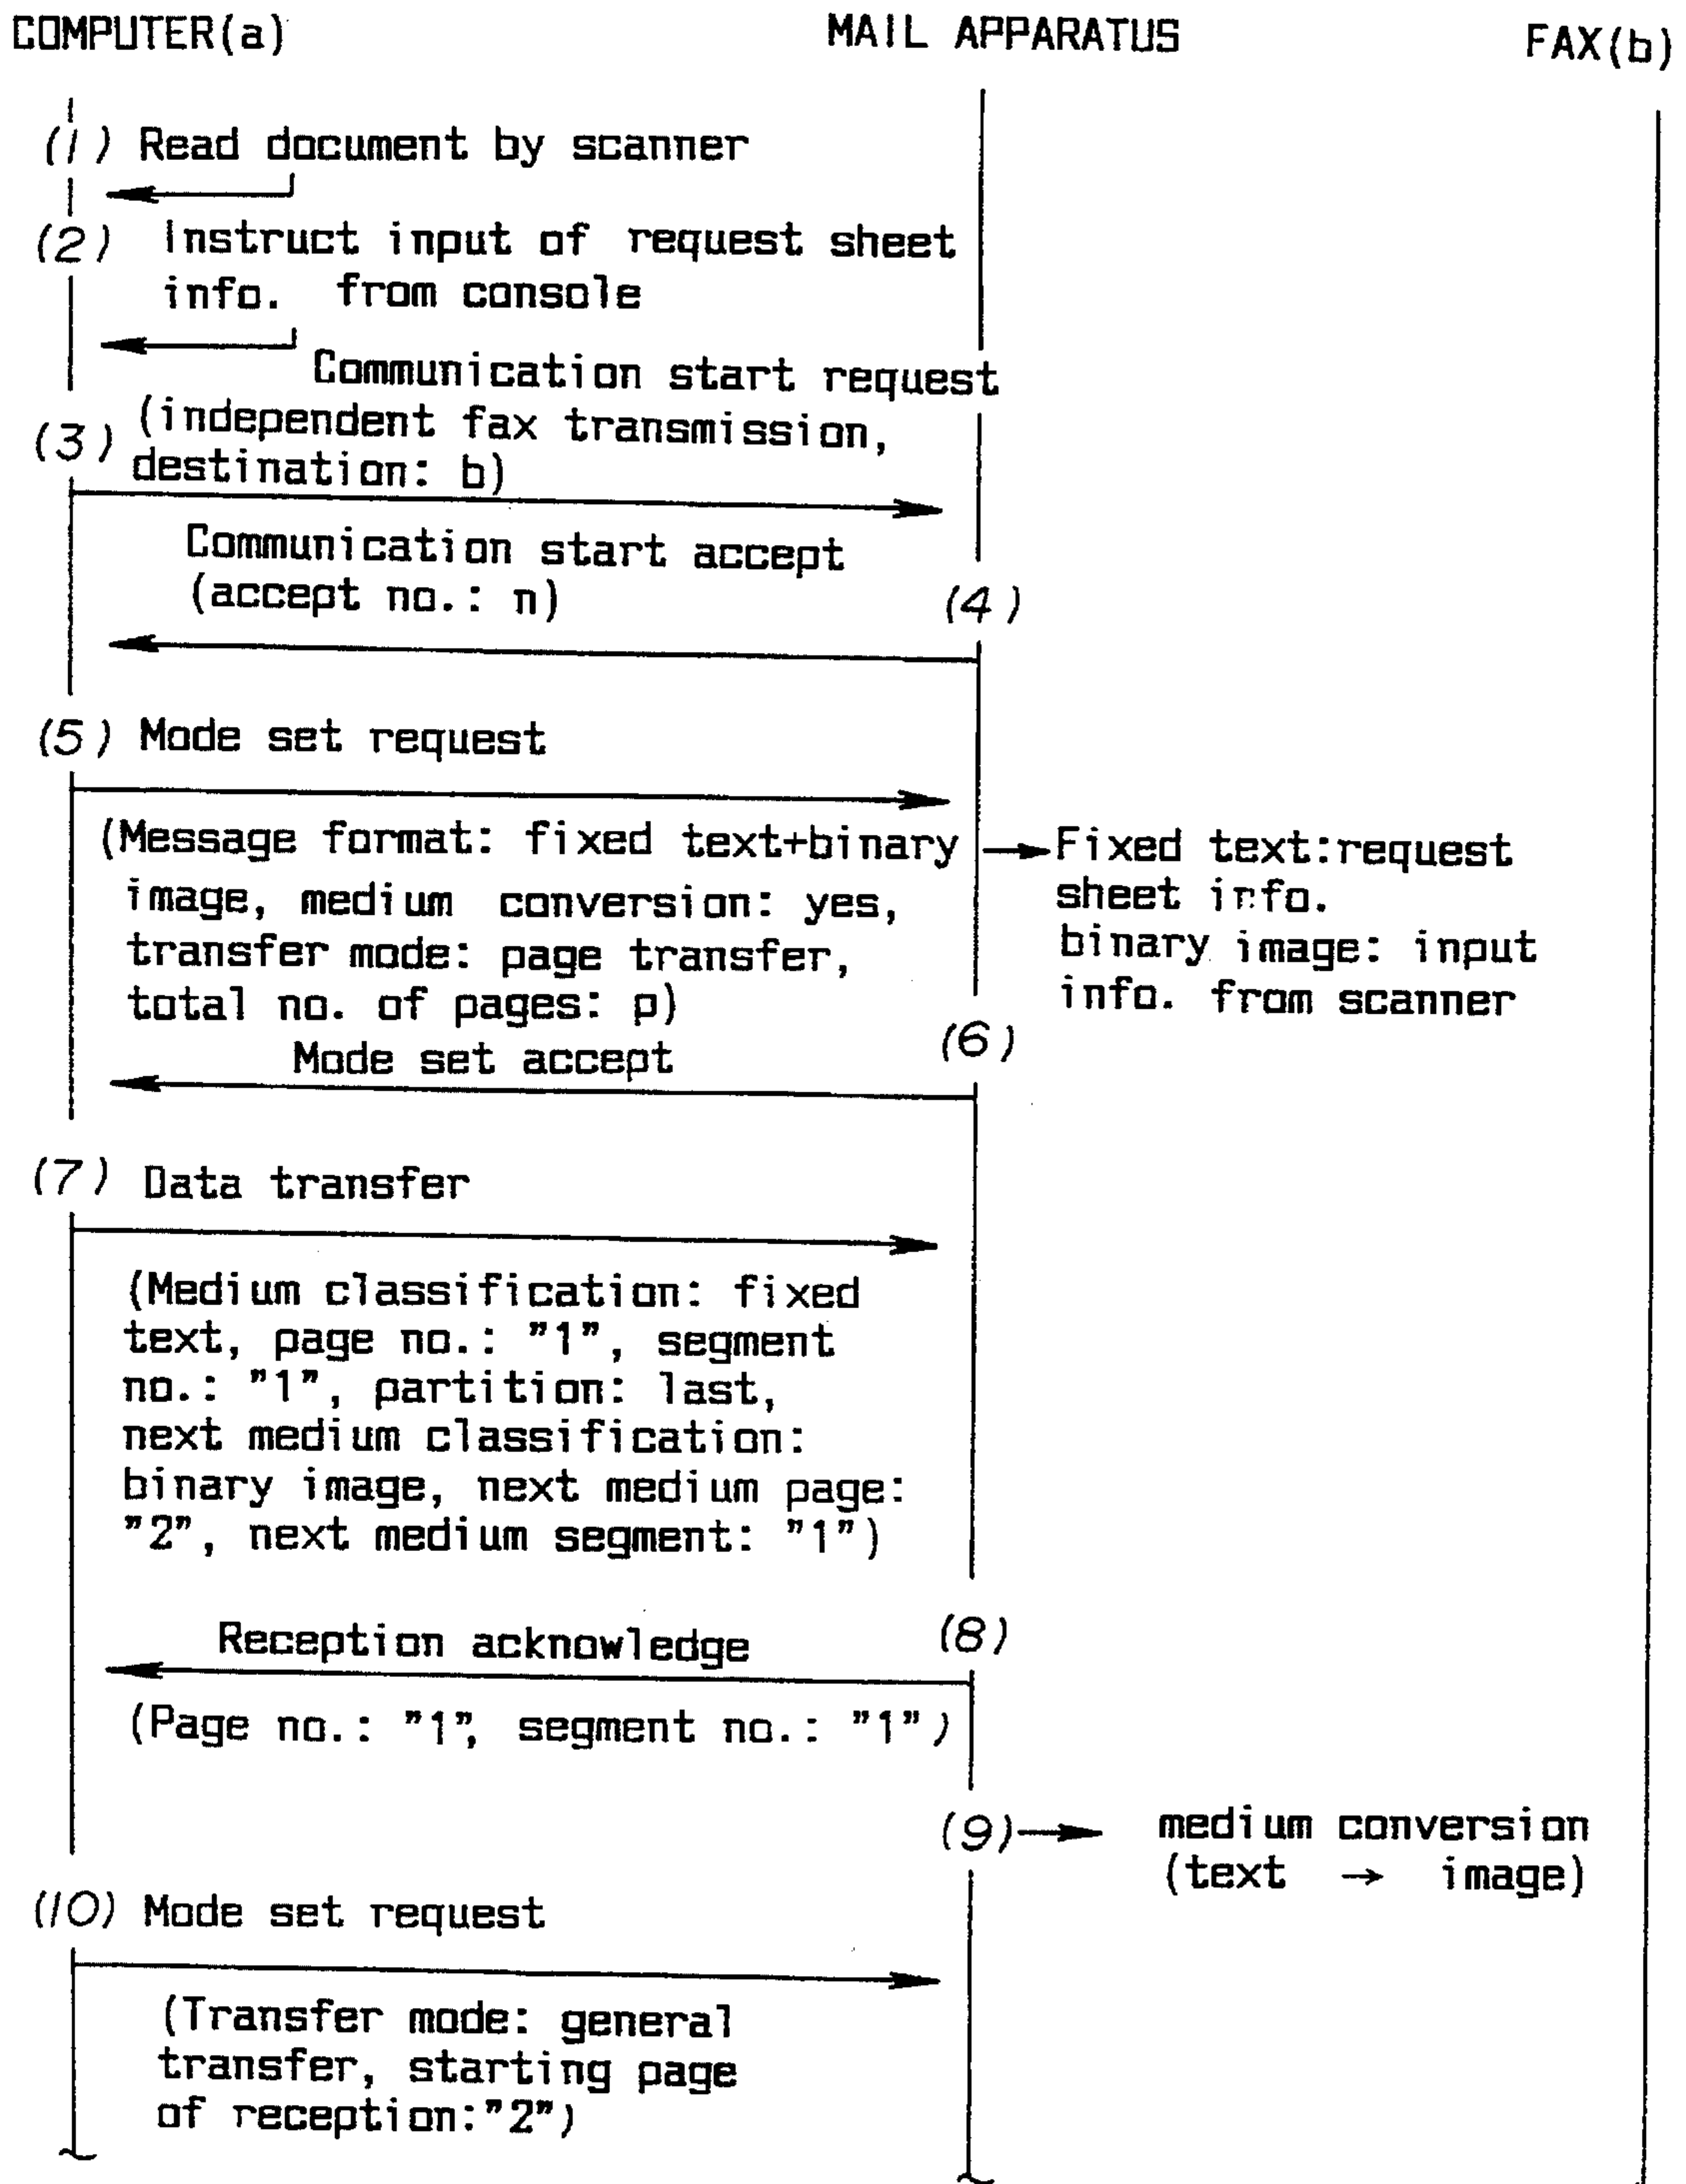 COMPUTER(a) MAIL APPARATUS FAX(b)
(1) Read document by scanner
(2) Instruct input of request sheet
info. from console
Communication start request
(3) (independent fax transmission,
destination: b)
Communication start accept
(accept no.: n) (4)
(5) Mode set request
(Message format: fixed text+binary
image, medium conversion: yes,
transfer mode: page transfer,
total no. of pages: p)
Fixed text:request
sheet info.
binary image: input
info. from scanner
(6)
Mode set accept
(7) Data transfer
(Medium classification: fixed
text, page no.: "1", segment
no.: "1", partition: last,
next medium classification:
binary image, next medium page:
"2", next medium segment: "1")
Reception acknowledge (8)
(Page no.: "1", segment no.: "1")
(9) → medium conversion
(text → image)
(10) Mode set request
(Transfer mode: general
transfer, starting page
of reception:"2")